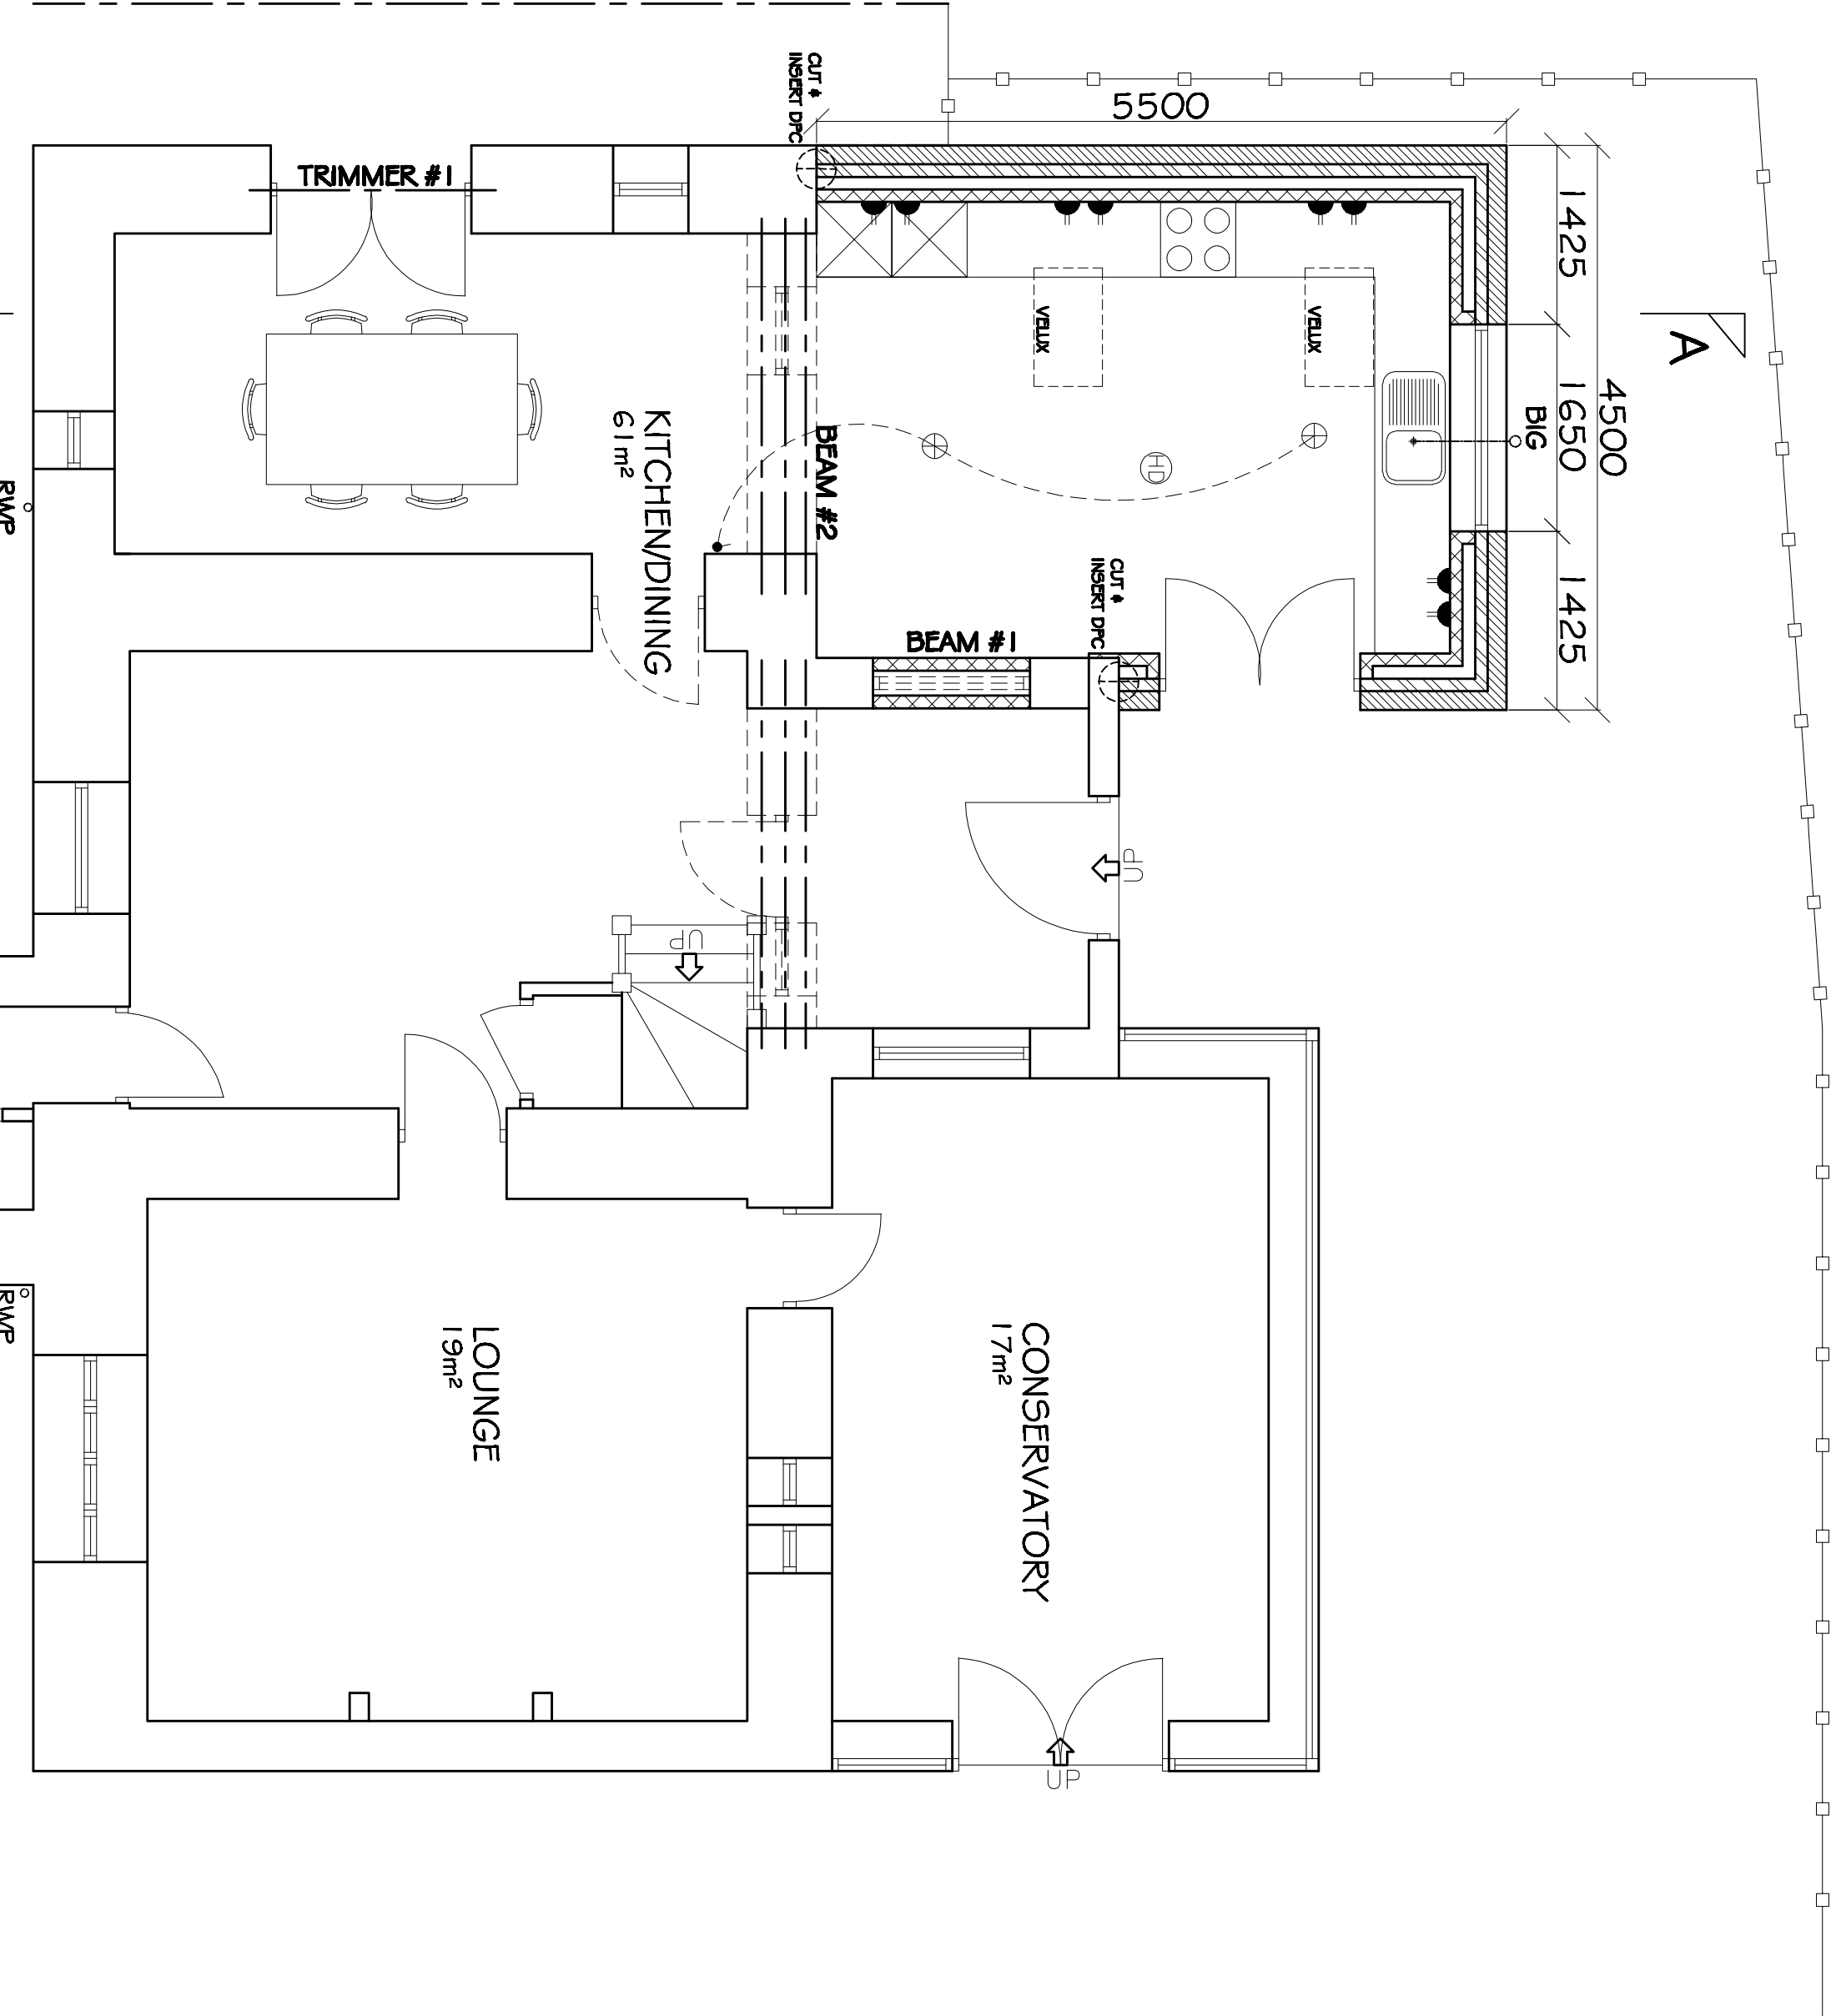 CUT &
INSERT DPC
5500
TRIMMER #1
1425
1650
1425
4500
A
VELUX
VELUX
BIG
HD
KITCHEN/DINING
61m²
BEAM #2
BEAM #1
CUT &
INSERT DPC
RWP
UP
UP
LOUNGE
19m²
CONSERVATORY
17m²
RWP
UP